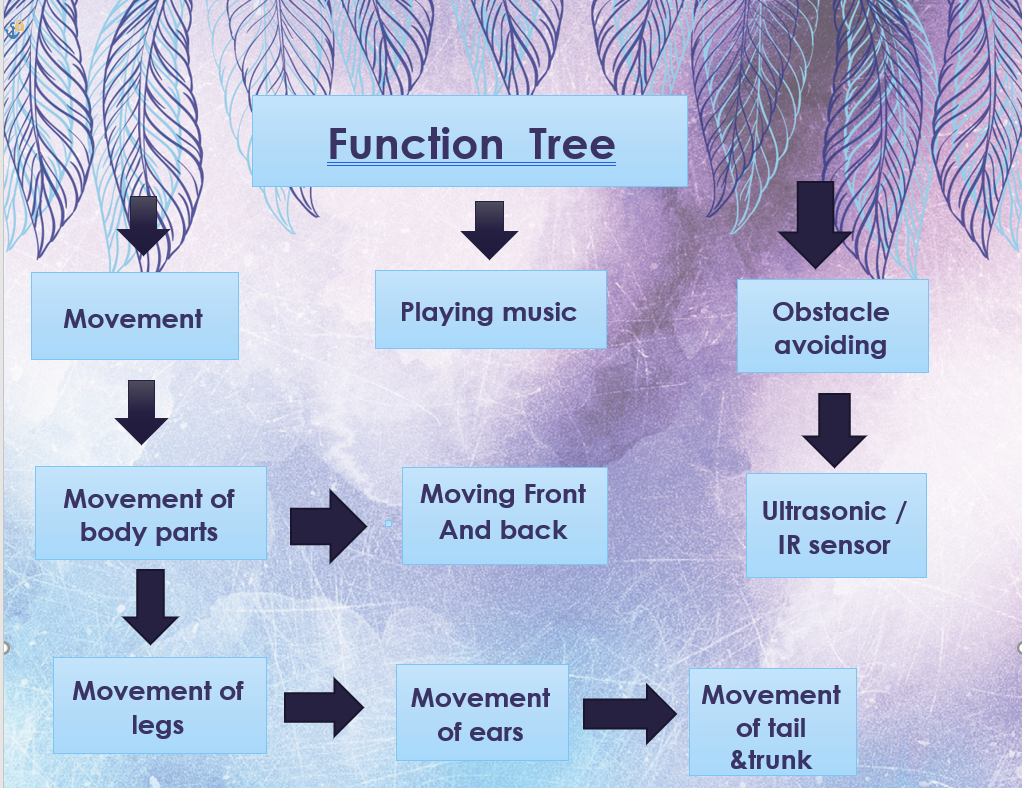 Function  Tree
Movement
Playing music
Obstacle
avoiding
Movement of
body parts
Moving Front
And back
Ultrasonic /
IR sensor
Movement of
legs
Movement
of ears
Movement
of tail
&trunk